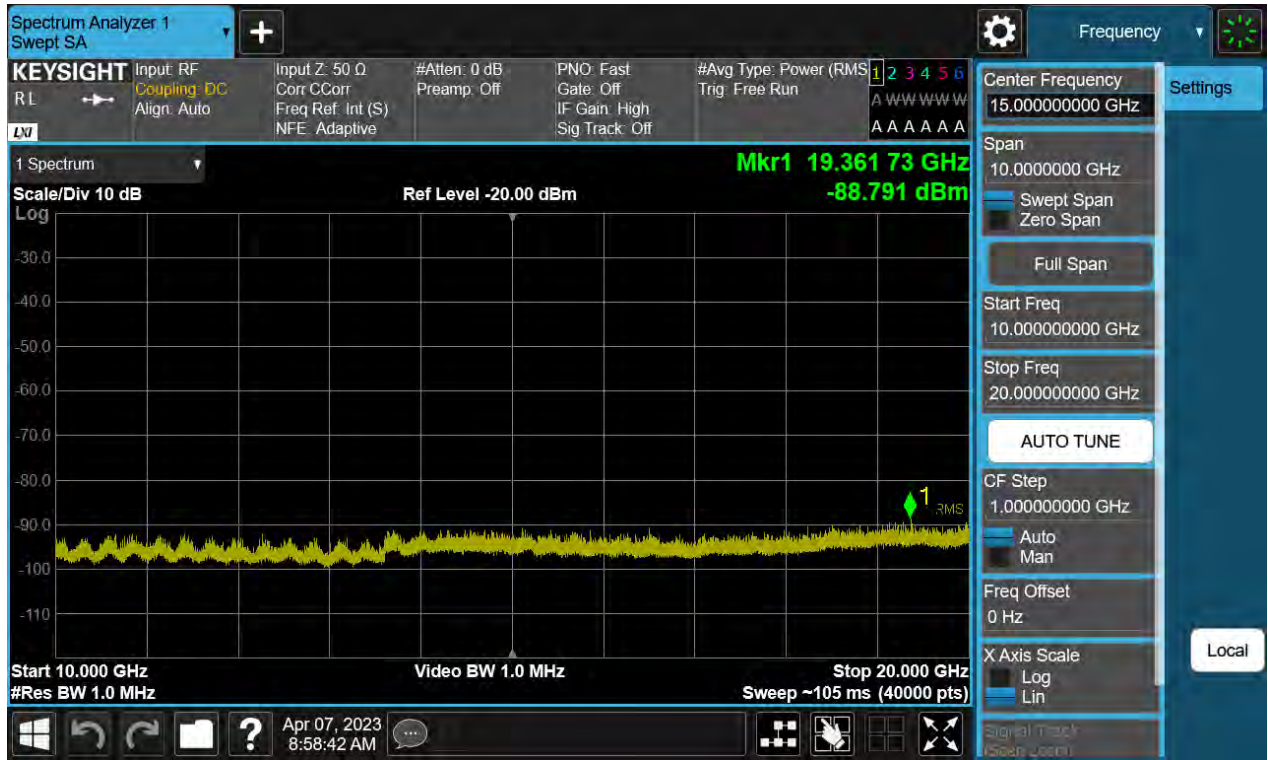 Spectrum Analyzer 1
Swept SA
+
Frequency
KEYSIGHT
RL
LXI
Input: RF
Coupling: DC
Align: Auto
Input Z: 50 Ω
Corr CCorr
Freq Ref: Int (S)
NFE: Adaptive
#Atten: 0 dB
Preamp: Off
PNO: Fast
Gate: Off
IF Gain: High
Sig Track: Off
#Avg Type: Power (RMS
Trig: Free Run
1 2 3 4 5 6
A W W W W W
A A A A A A
1 Spectrum
Scale/Div 10 dB
Ref Level -20.00 dBm
Mkr1 19.361 73 GHz
-88.791 dBm
Log
-30.0
-40.0
-50.0
-60.0
-70.0
-80.0
-90.0
-100
-110
1
RMS
Start 10.000 GHz
Video BW 1.0 MHz
Stop 20.000 GHz
#Res BW 1.0 MHz
Sweep ~105 ms (40000 pts)
Center Frequency
15.000000000 GHz
Span
10.0000000 GHz
Swept Span
Zero Span
Full Span
Start Freq
10.000000000 GHz
Stop Freq
20.000000000 GHz
AUTO TUNE
CF Step
1.000000000 GHz
Auto
Man
Freq Offset
0 Hz
X Axis Scale
Log
Lin
Signal Track
(Span Zoom)
Settings
Local
?
Apr 07, 2023
8:58:42 AM